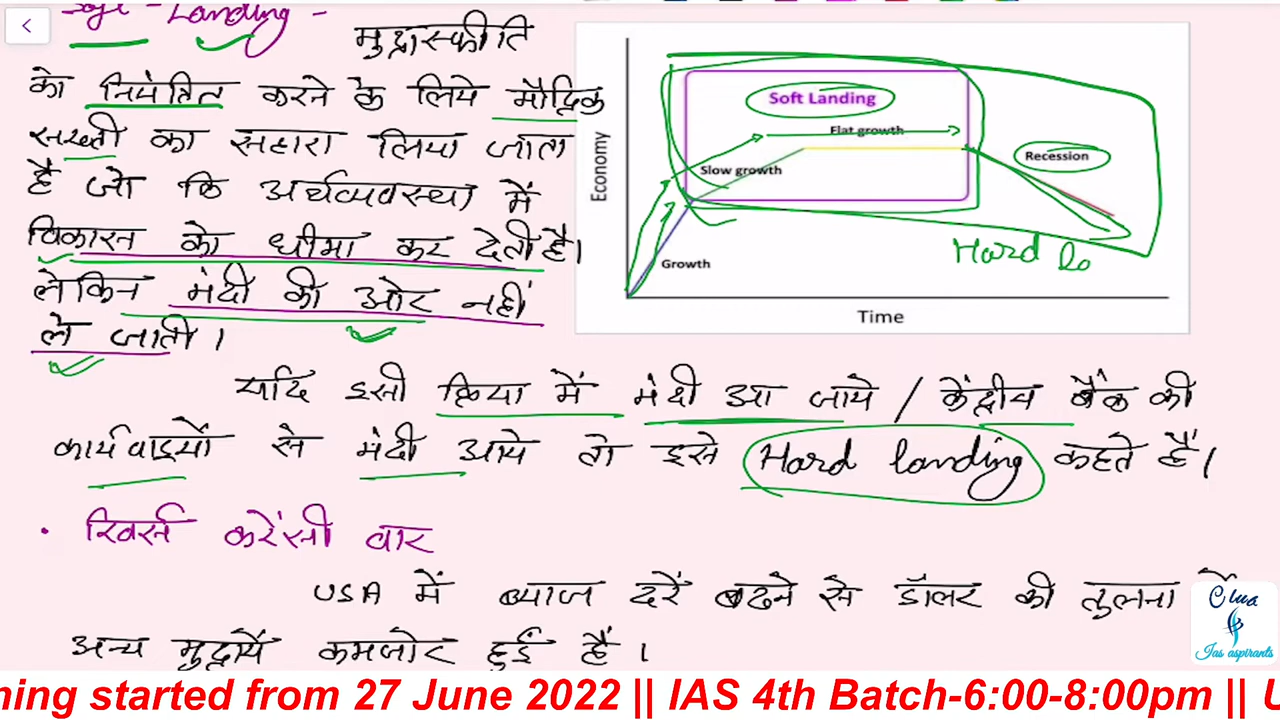 Soft - Landing -
मुद्रास्फीति
को नियंत्रित करने के लिये मौद्रिक
सख्ती का सहारा लिया जाता
है जो कि अर्थव्यवस्था में
विकास को धीमा कर देती है।
लेकिन मंदी की ओर नहीं
ले जाती।
Economy
Soft Landing
Flat growth
Slow growth
Recession
Growth
Hard
Time
यदि इसी क्रिया में मंदी आ जाये / केंद्रीय बैंक की
कार्यवाइयों से मंदी आये तो इसे Hard landing कहते हैं।
• रिवर्स करेंसी वार
USA में ब्याज दरें बढने से डॉलर की तुलना में
अन्य मुद्रायें कमजोर हुई हैं।
Ias aspirants
ning started from 27 June 2022 || IAS 4th Batch-6:00-8:00pm || U